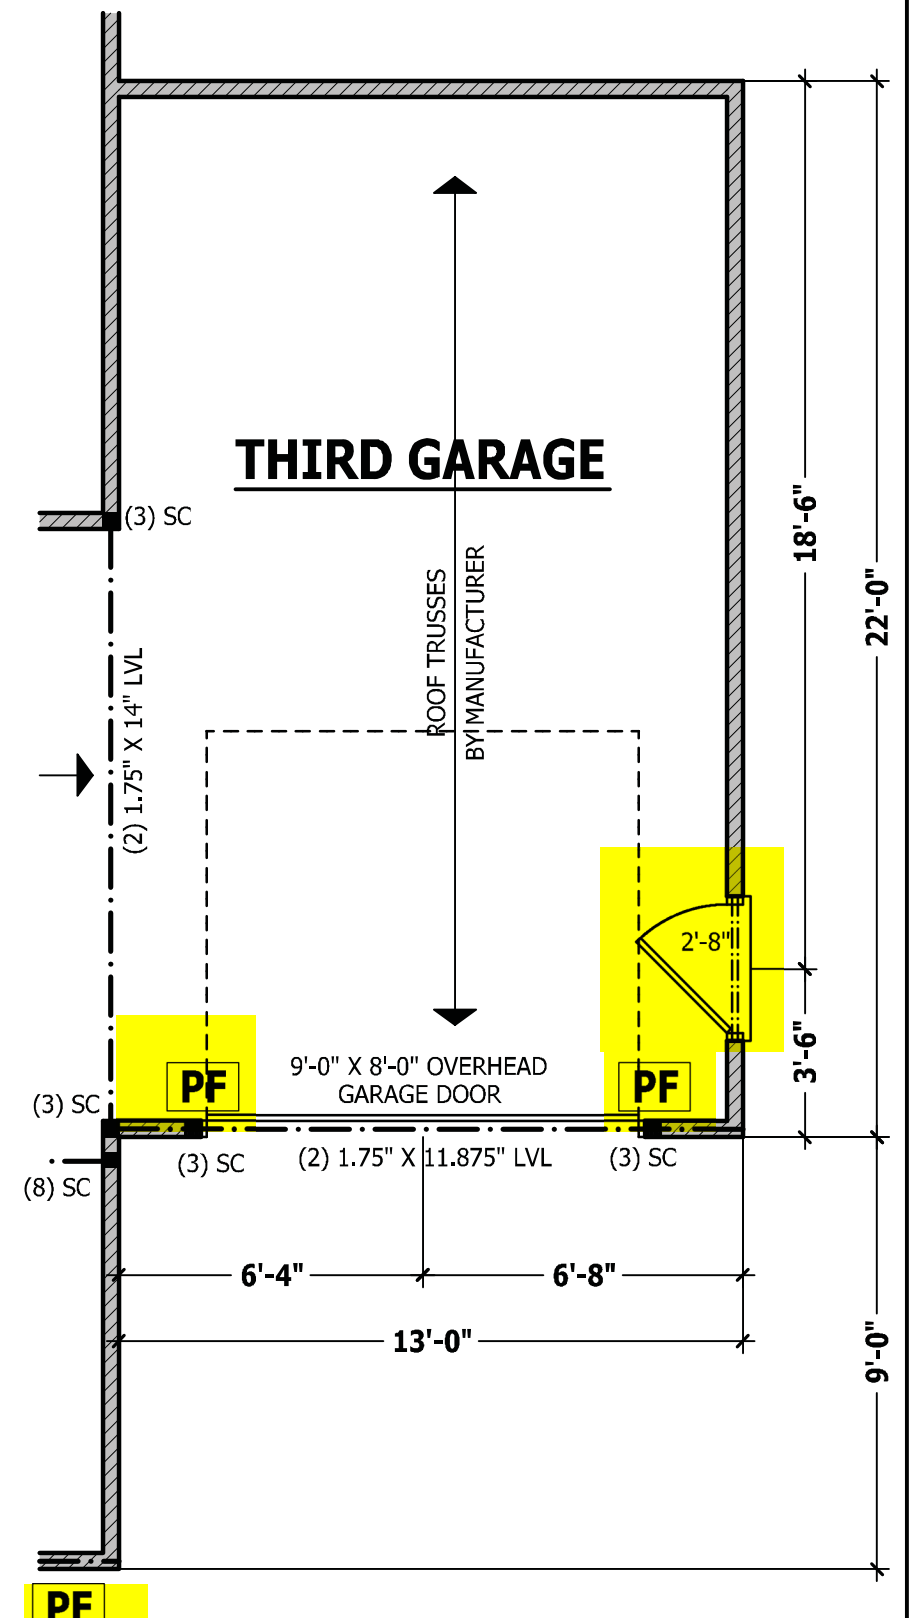 THIRD GARAGE
(3) SC
18'-6"
22'-0"
ROOF TRUSSES
BY MANUFACTURER
(2) 1.75" X 14" LVL
2'-8"
3'-6"
9'-0" X 8'-0" OVERHEAD
GARAGE DOOR
PF
PF
(3) SC
(3) SC
(2) 1.75" X 11.875" LVL
(3) SC
(8) SC
6'-4"
6'-8"
13'-0"
9'-0"
PF